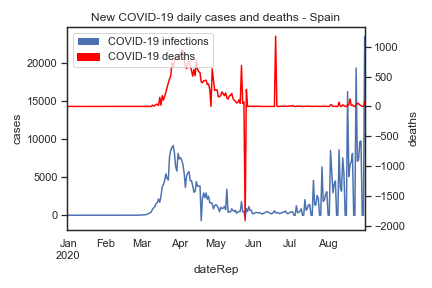 New COVID-19 daily cases and deaths - Spain
COVID-19 infections
COVID-19 deaths
20000
15000
10000
5000
0
cases
1000
500
0
−500
−1000
−1500
−2000
deaths
Jan Feb Mar Apr May Jun Jul Aug
2020
dateRep